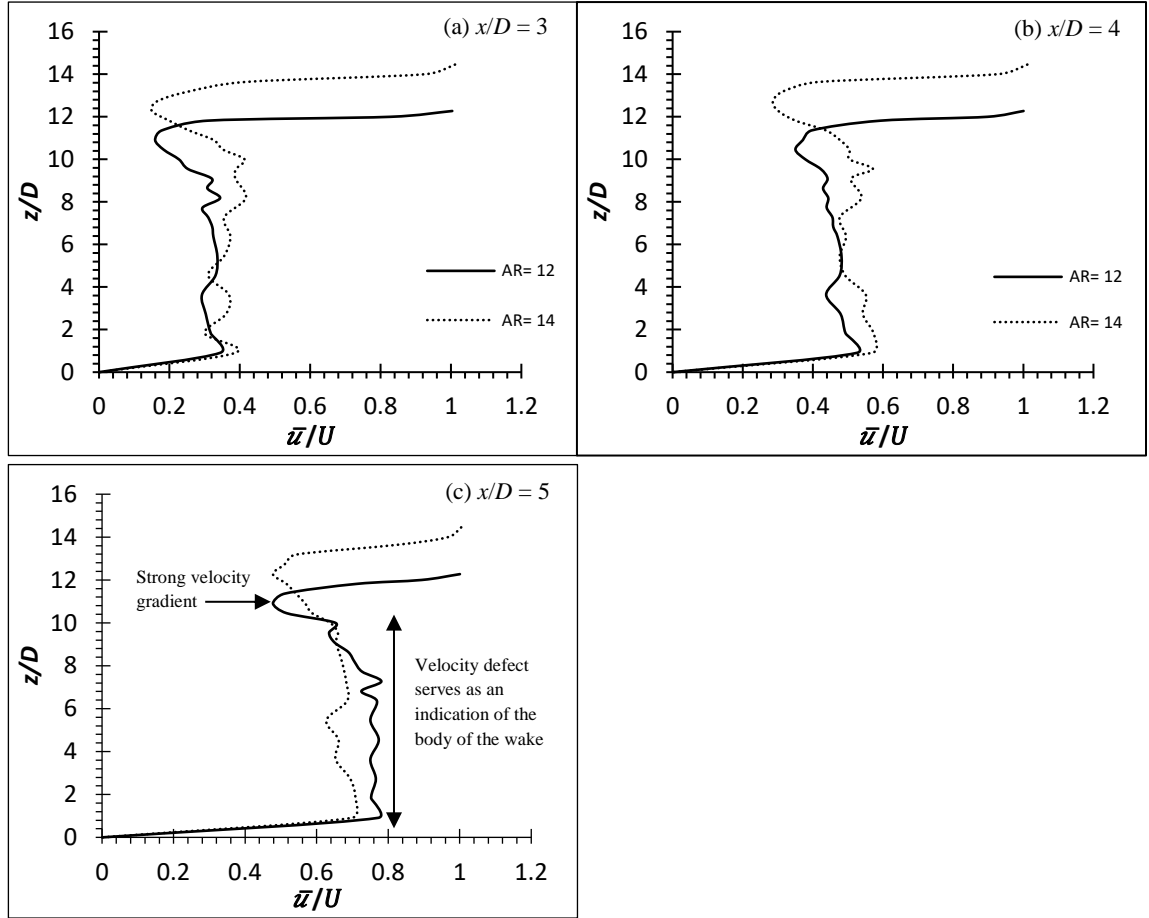 (a) x/D = 3
16
14
12
10
8
6
4
2
0
z/D
AR= 12
AR= 14
0 0.2 0.4 0.6 0.8 1 1.2
ū/U
(b) x/D = 4
16
14
12
10
8
6
4
2
0
z/D
AR= 12
AR= 14
0 0.2 0.4 0.6 0.8 1 1.2
ū/U
(c) x/D = 5
16
14
12
10
8
6
4
2
0
z/D
Strong velocity
gradient
Velocity defect
serves as an
indication of the
body of the wake
0 0.2 0.4 0.6 0.8 1 1.2
ū/U